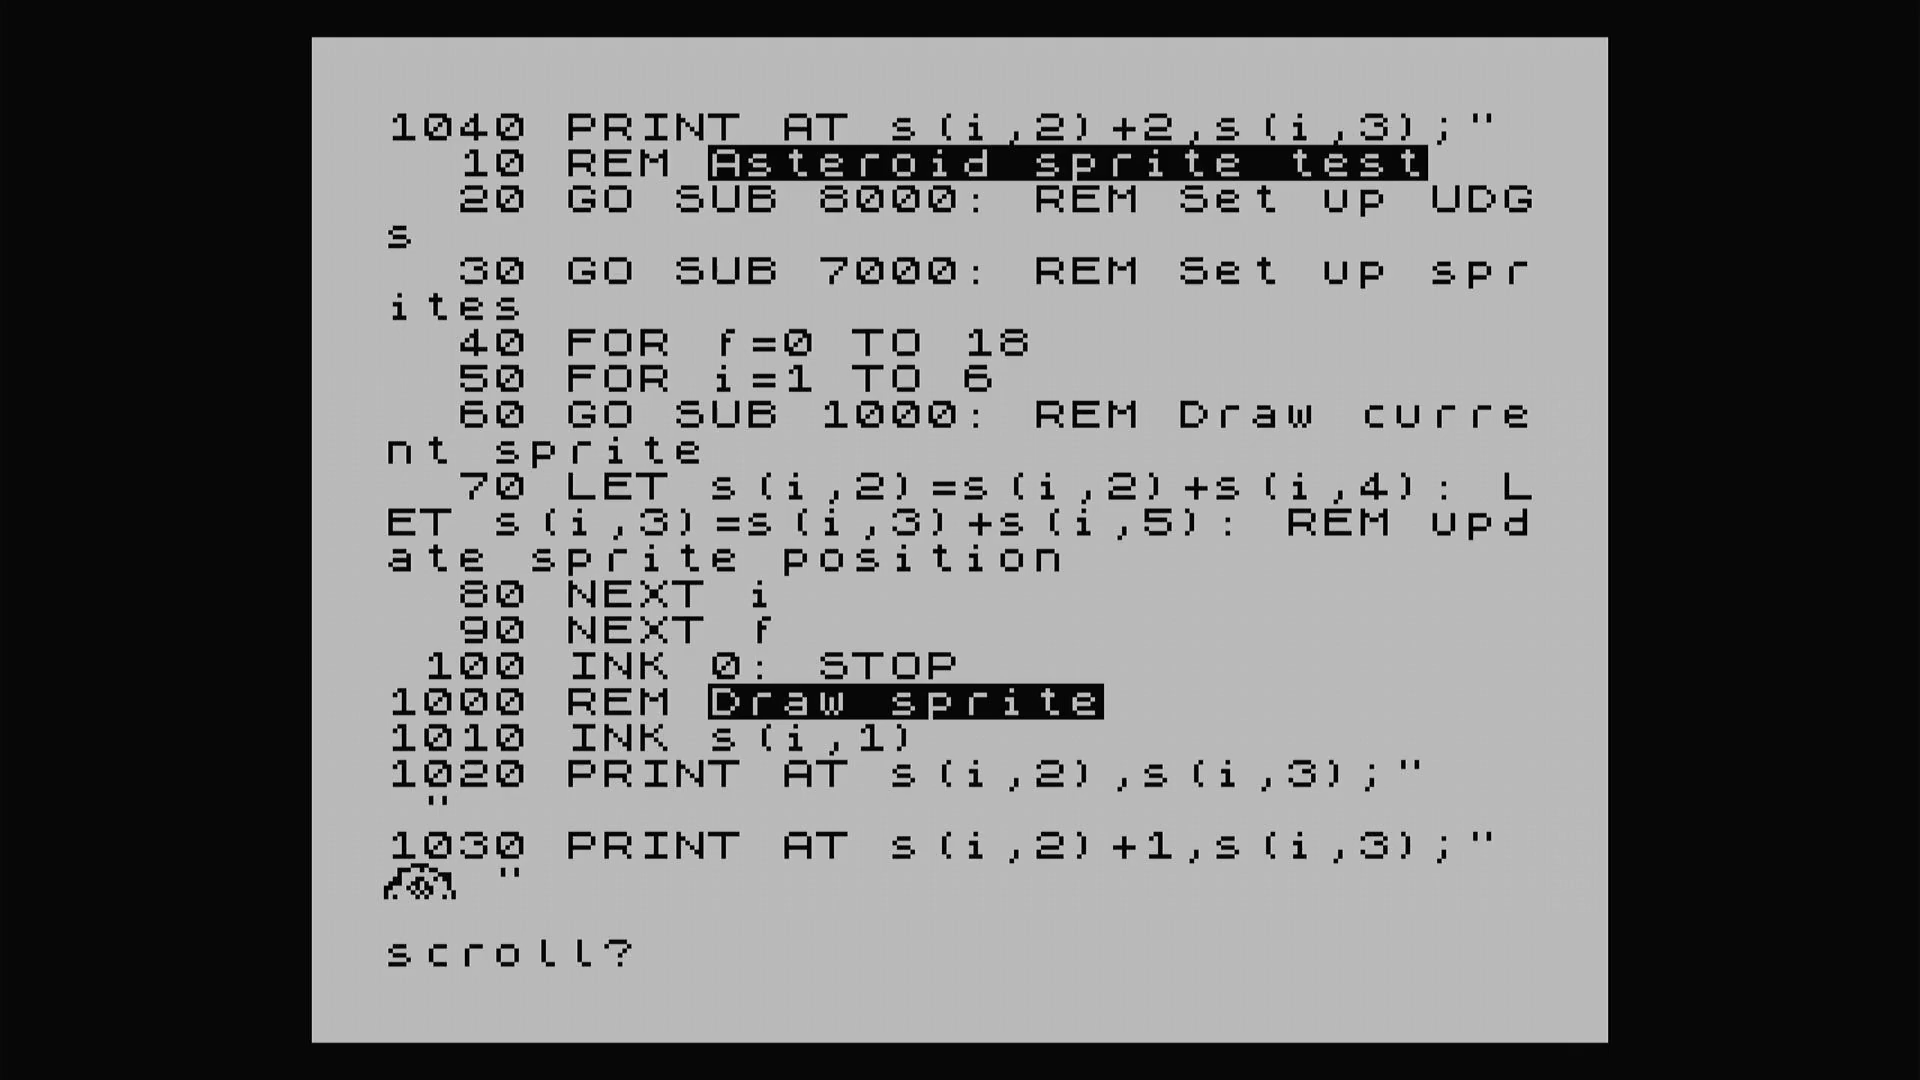 1040 PRINT AT s(i,2)+2,s(i,3);"
10 REM Asteroid sprite test
20 GO SUB 8000: REM Set up UDG
s
30 GO SUB 7000: REM Set up spr
ites
40 FOR f=0 TO 18
50 FOR i=1 TO 6
60 GO SUB 1000: REM Draw curre
nt sprite
70 LET s(i,2)=s(i,2)+s(i,4): L
ET s(i,3)=s(i,3)+s(i,5): REM upd
ate sprite position
80 NEXT i
90 NEXT f
100 INK 0: STOP
1000 REM Draw sprite
1010 INK s(i,1)
1020 PRINT AT s(i,2),s(i,3);"
"
1030 PRINT AT s(i,2)+1,s(i,3);"
"
scroll?